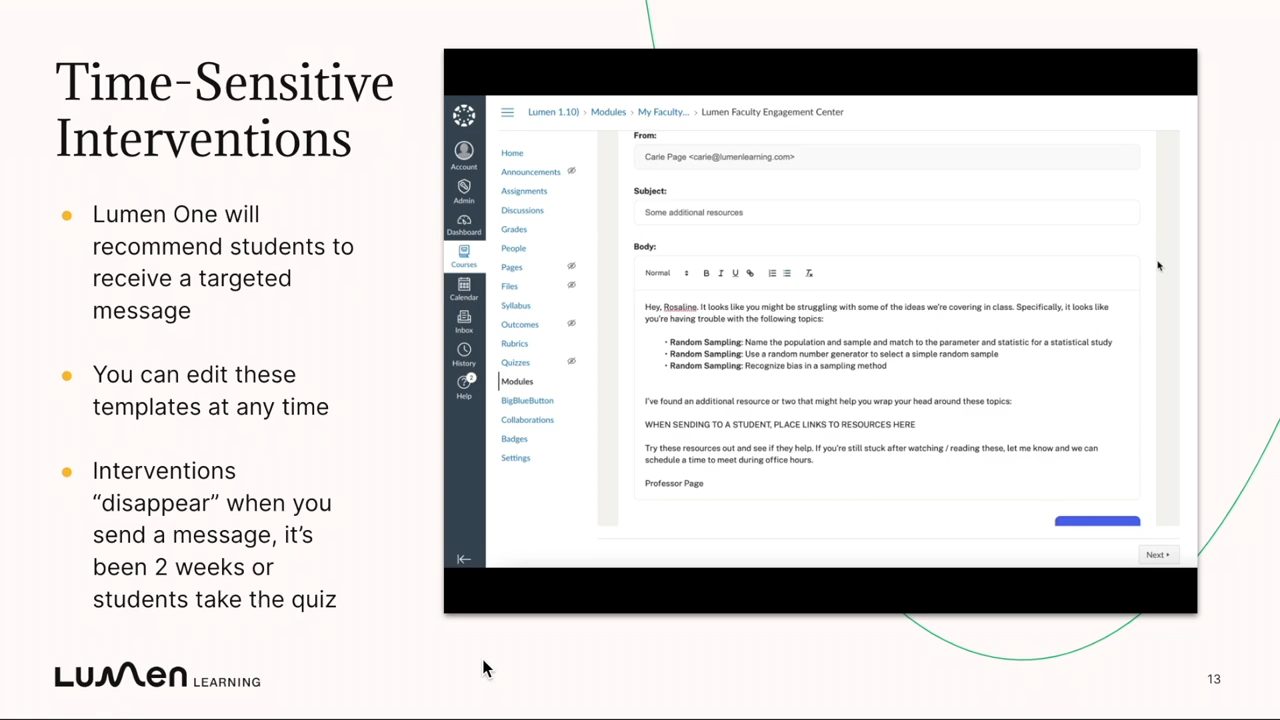 Time-Sensitive
Interventions
Lumen One will
recommend students to
receive a targeted
message
You can edit these
templates at any time
Interventions
“disappear” when you
send a message, it’s
been 2 weeks or
students take the quiz
LUMEN LEARNING
Account
Admin
Dashboard
Courses
Calendar
Inbox
History
2
Help
Lumen 1.10) › Modules › My Faculty... › Lumen Faculty Engagement Center
Home
Announcements
Assignments
Discussions
Grades
People
Pages
Files
Syllabus
Outcomes
Rubrics
Quizzes
Modules
BigBlueButton
Collaborations
Badges
Settings
From:
Carie Page <carie@lumenlearning.com>
Subject:
Some additional resources
Body:
Normal B I U
Hey, Rosaline. It looks like you might be struggling with some of the ideas we're covering in class. Specifically, it looks like
you're having trouble with the following topics:
• Random Sampling: Name the population and sample and match to the parameter and statistic for a statistical study
• Random Sampling: Use a random number generator to select a simple random sample
• Random Sampling: Recognize bias in a sampling method
I've found an additional resource or two that might help you wrap your head around these topics:
WHEN SENDING TO A STUDENT, PLACE LINKS TO RESOURCES HERE
Try these resources out and see if they help. If you're still stuck after watching / reading these, let me know and we can
schedule a time to meet during office hours.
Professor Page
Next
13